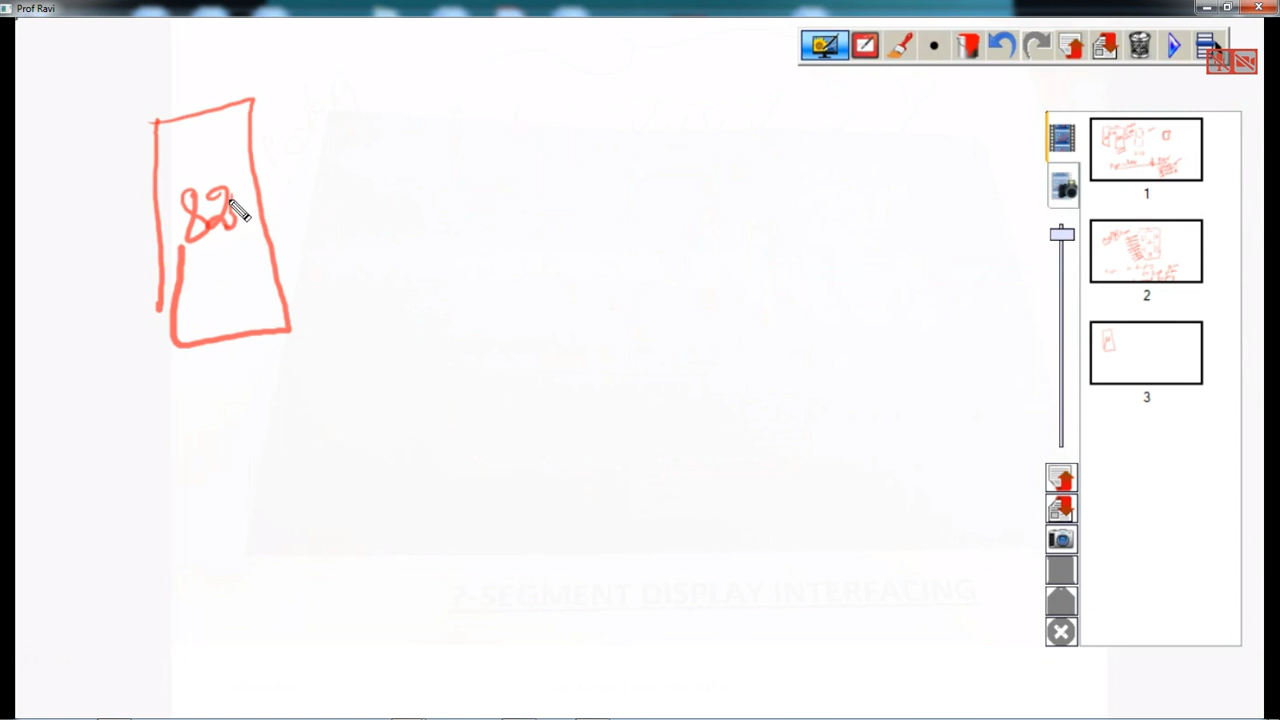 Prof Ravi
82
1
2
3
7-SEGMENT DISPLAY INTERFACING